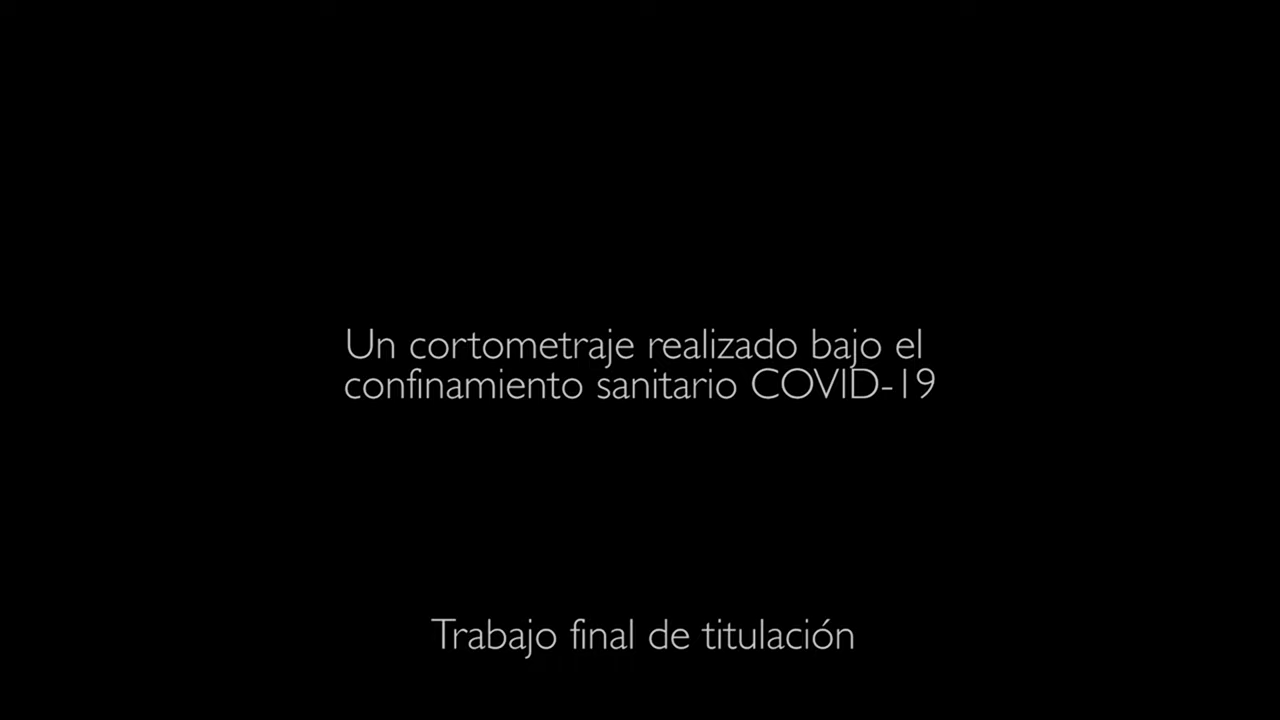 Un cortometraje realizado bajo el
confinamiento sanitario COVID-19
Trabajo final de titulación